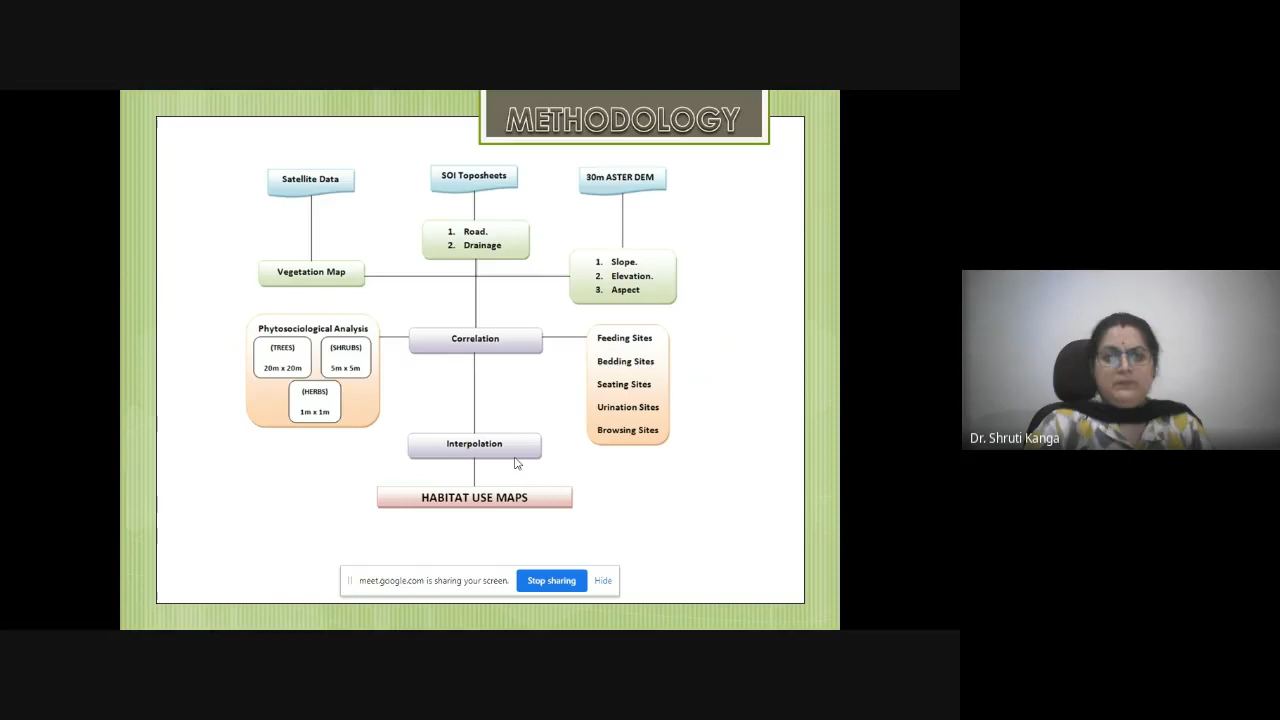 METHODOLOGY
Satellite Data
SOI Toposheets
30m ASTER DEM
1. Road.
2. Drainage
Vegetation Map
1. Slope.
2. Elevation.
3. Aspect
Phytosociological Analysis
(TREES)
20m x 20m
(SHRUBS)
5m x 5m
(HERBS)
1m x 1m
Correlation
Feeding Sites
Bedding Sites
Seating Sites
Urination Sites
Browsing Sites
Interpolation
HABITAT USE MAPS
meet.google.com is sharing your screen.
Stop sharing
Hide
Dr. Shruti Kanga